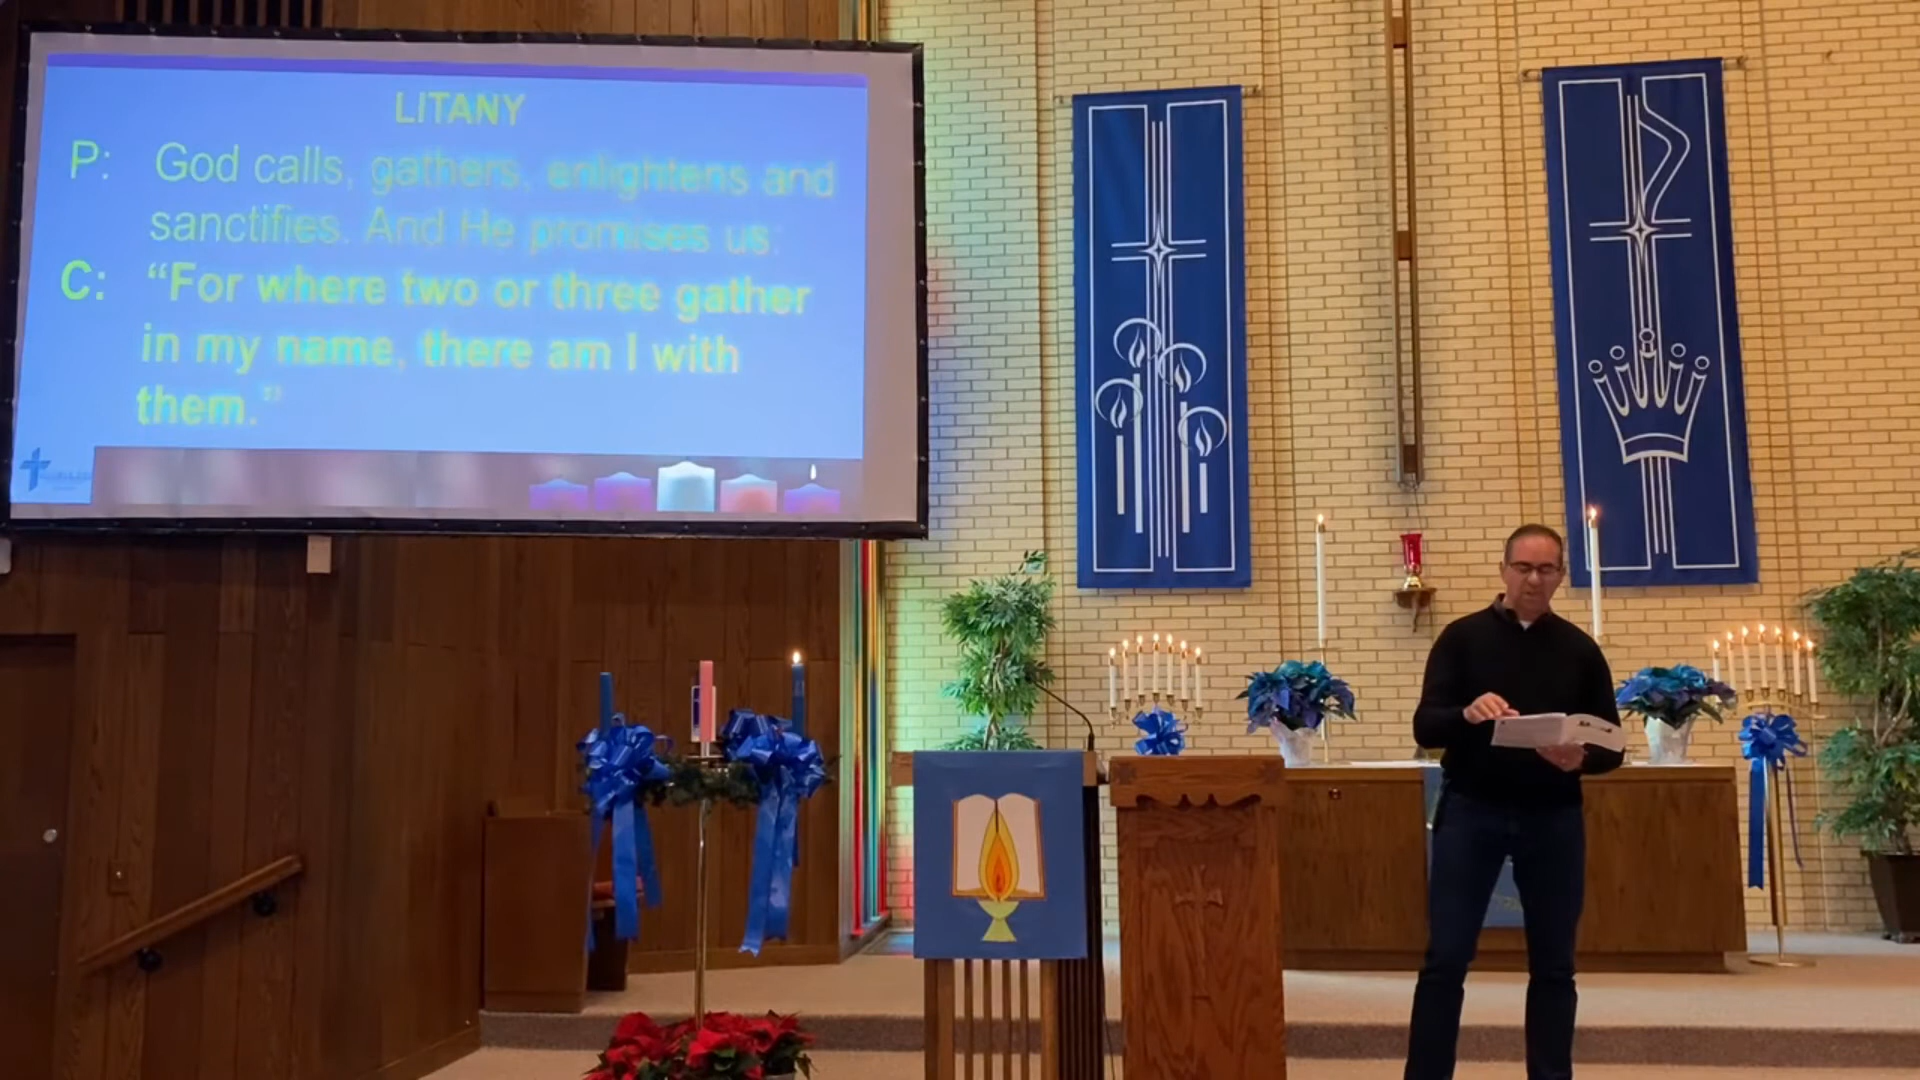 LITANY
P: God calls, gathers, enlightens and
sanctifies. And He promises us:
C: “For where two or three gather
in my name, there am I with
them.”